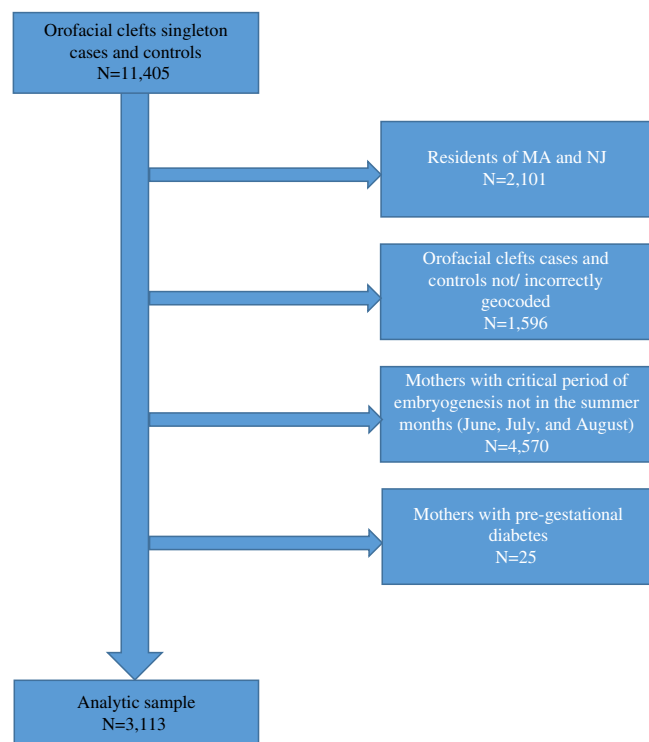 Orofacial clefts singleton
cases and controls
N=11,405
Residents of MA and NJ
N=2,101
Orofacial clefts cases and
controls not/ incorrectly
geocoded
N=1,596
Mothers with critical period of
embryogenesis not in the summer
months (June, July, and August)
N=4,570
Mothers with pre-gestational
diabetes
N=25
Analytic sample
N=3,113